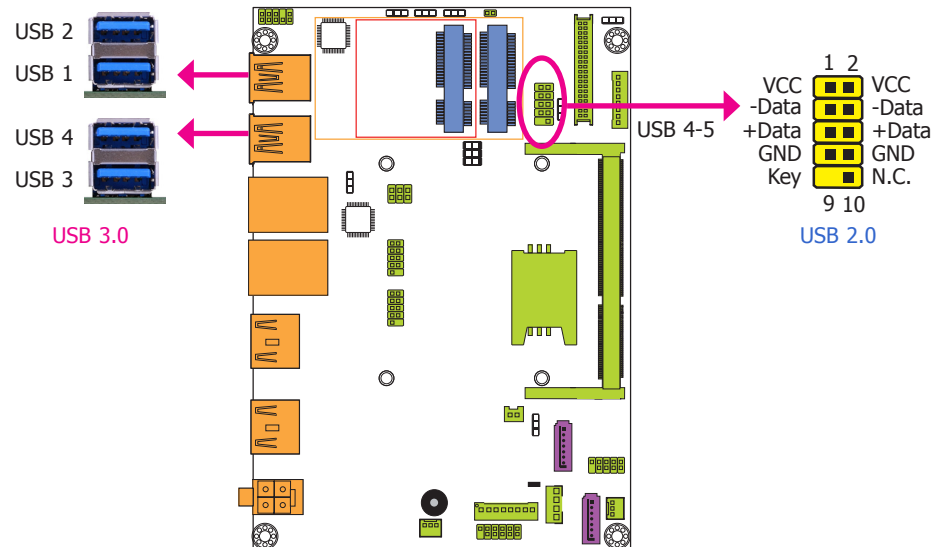 USB 2
USB 1
USB 4
USB 3
USB 3.0
USB 4-5
1 2
VCC VCC
-Data -Data
+Data +Data
GND GND
Key N.C.
9 10
USB 2.0